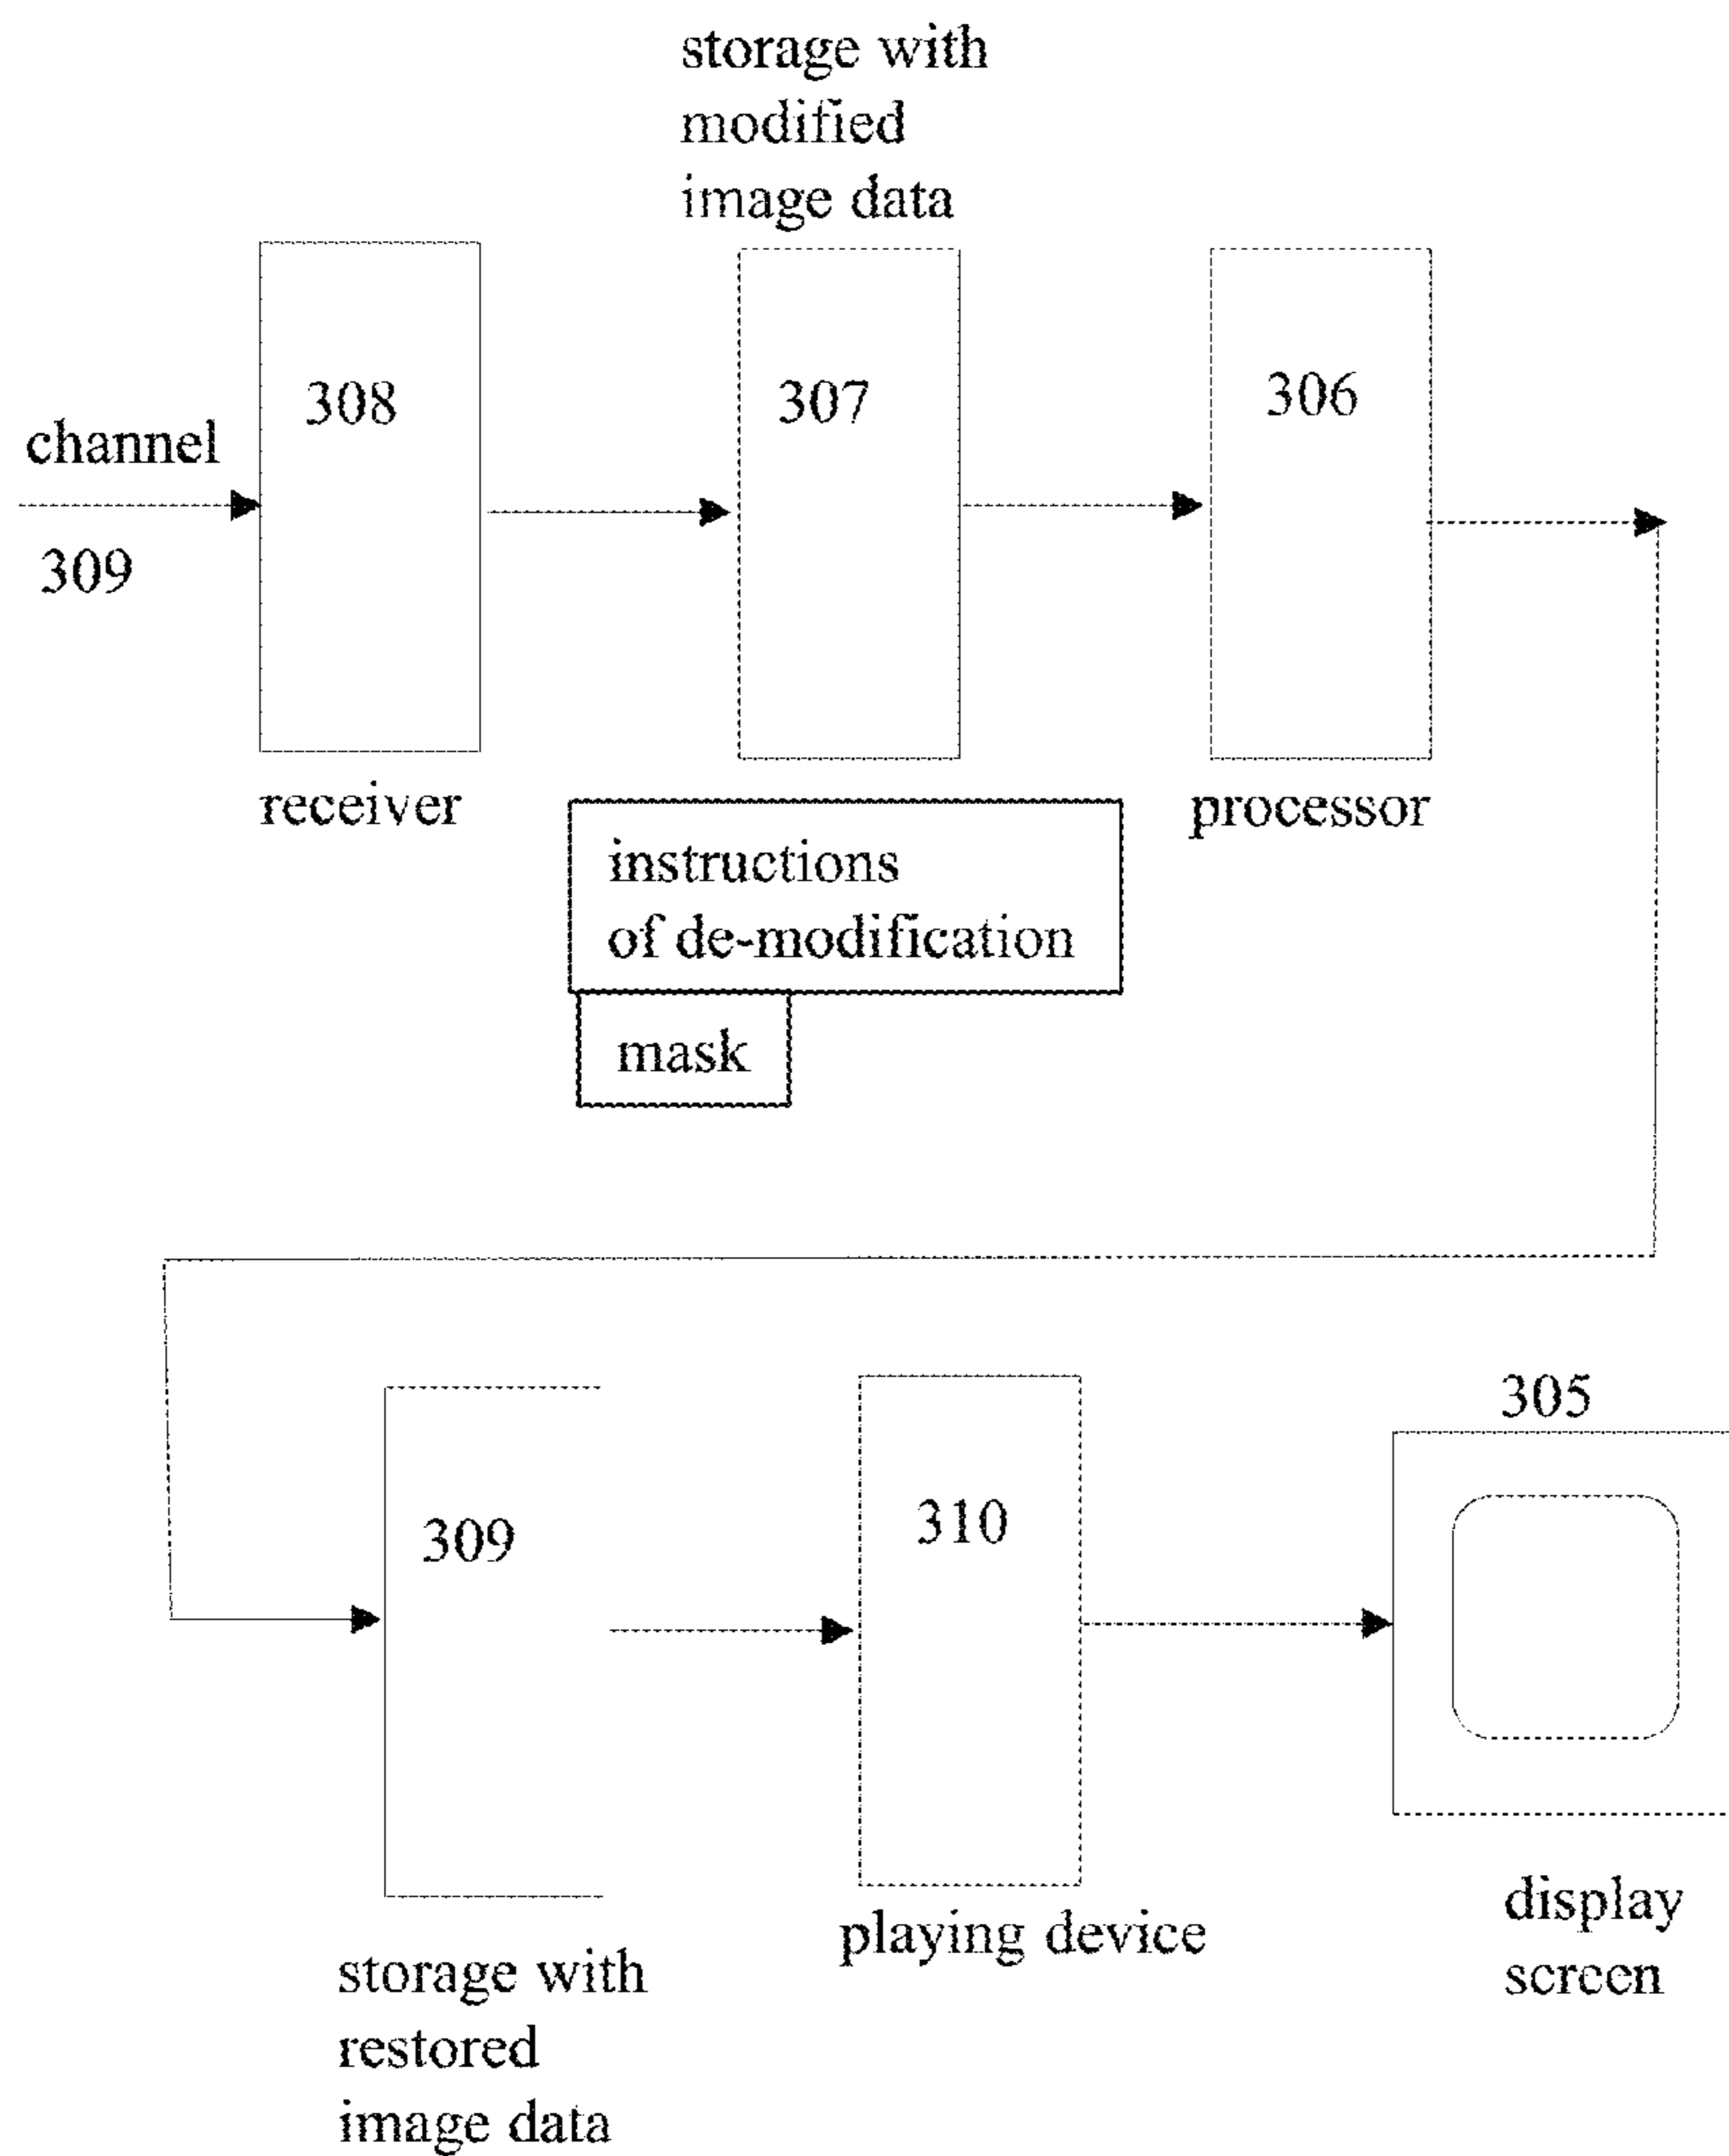 storage with
modified
image data
308
307
306
channel
309
receiver
processor
instructions
of de-modification
mask
305
309
310
playing device
display
screen
storage with
restored
image data